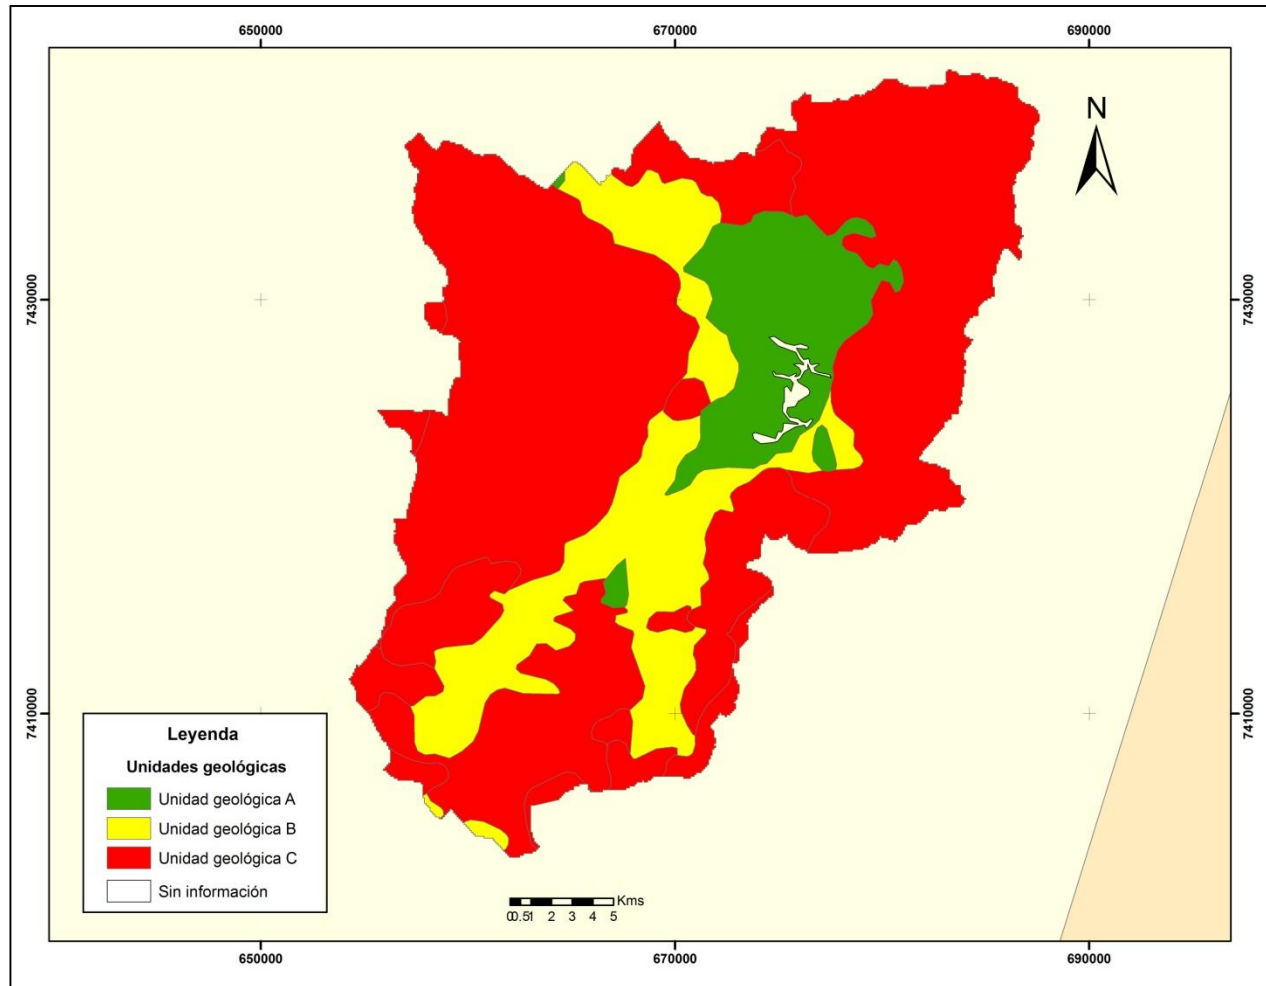 650000 670000 690000
N
7430000 7430000
7410000 7410000
Leyenda
Unidades geológicas
Unidad geológica A
Unidad geológica B
Unidad geológica C
Sin información
Kms
0 0.5 1 2 3 4 5
650000 670000 690000